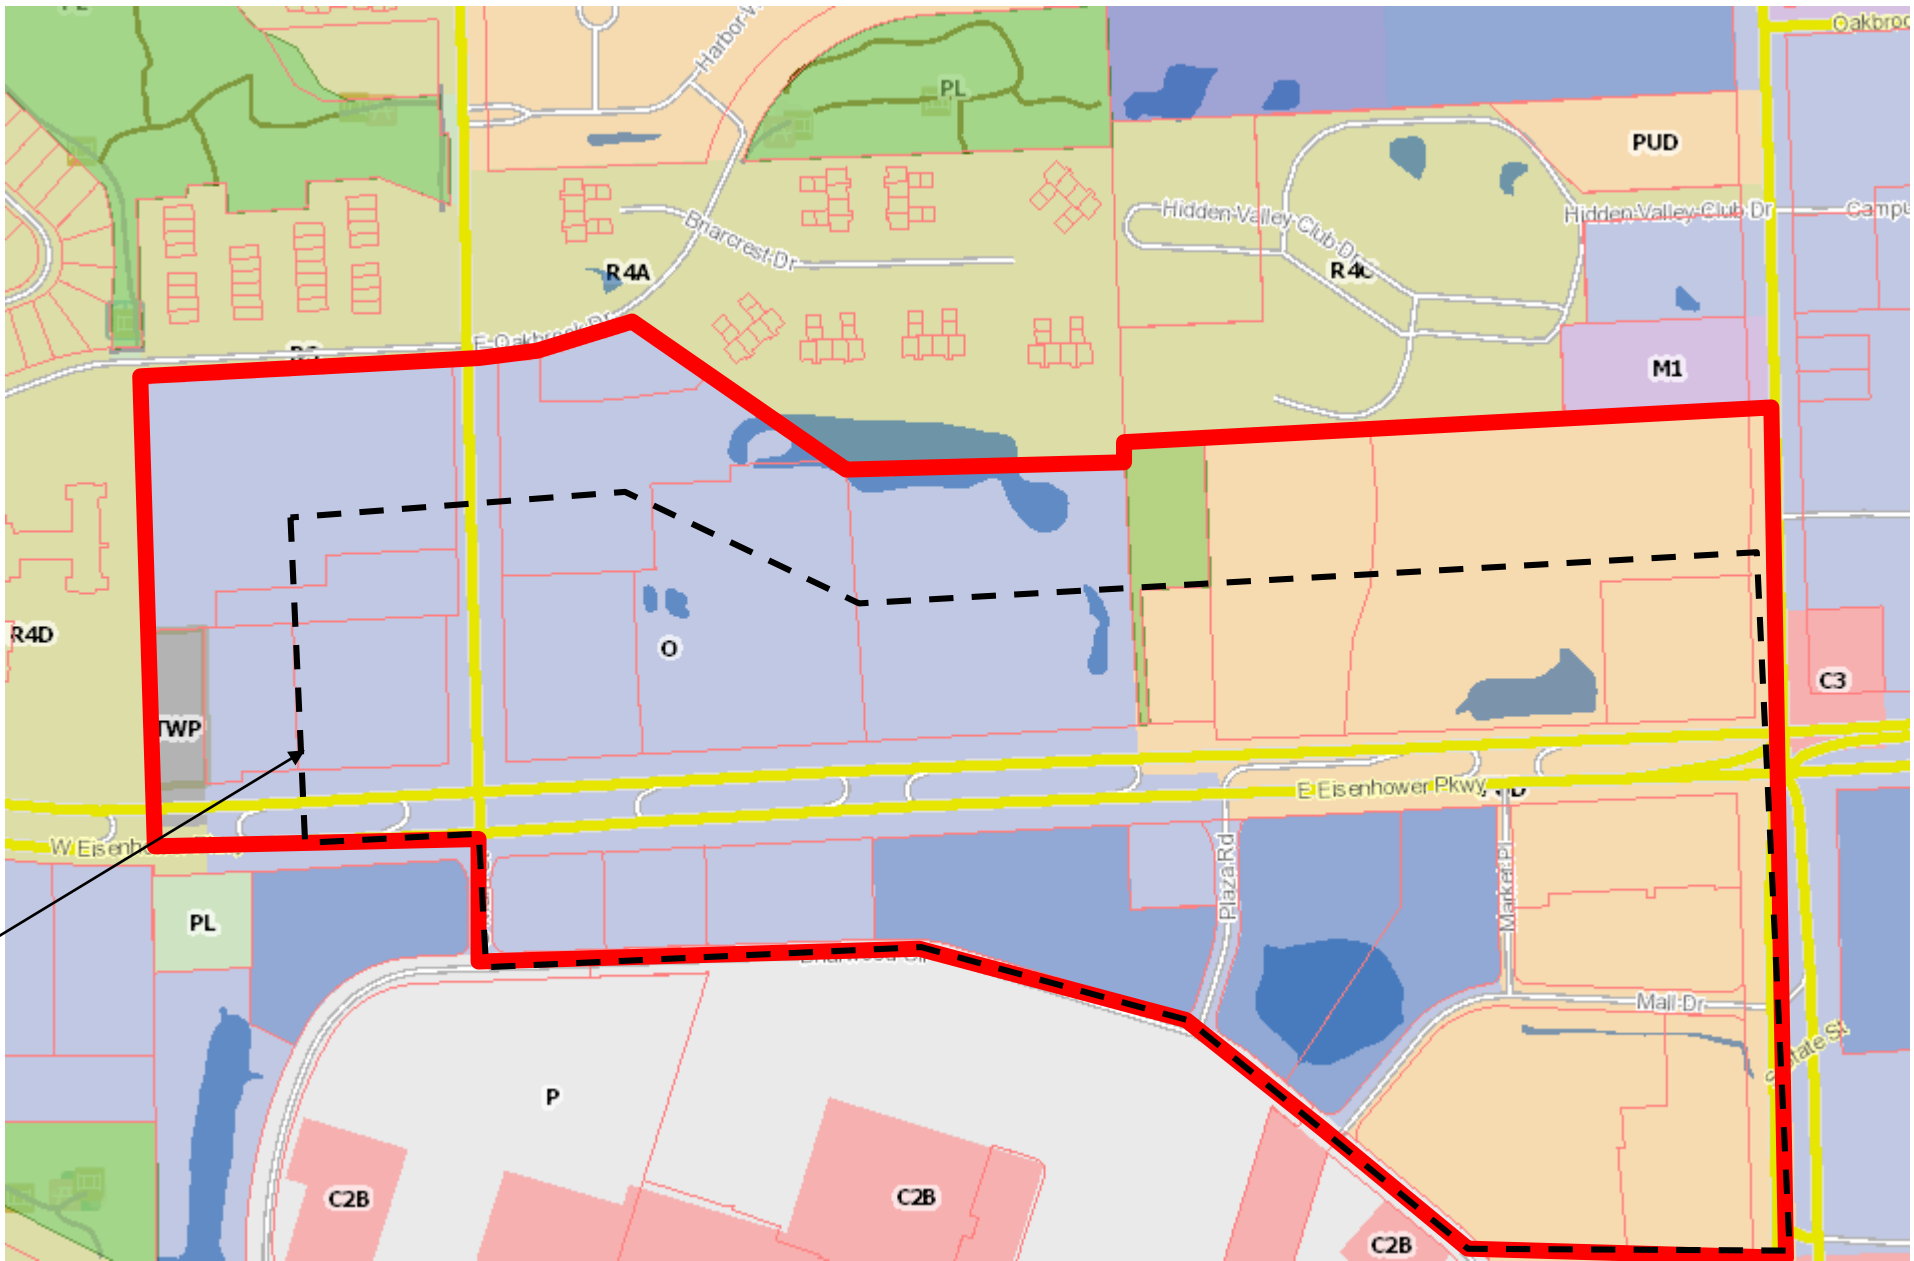 Oakbroo
Harbor-V
PL
PUD
Hidden-Valley-Club-Dr
Hidden-Valley-Club-Dr
Campu
Briarcrest-Dr
R4A
R4C
E-Oakbrook-Dr
M1
R4D
O
C3
TWP
E Eisenhower Pkwy
W Eisenh
Plaza-Rd
Market-Pl
PL
Mall-Dr
State St
P
C2B
C2B
C2B